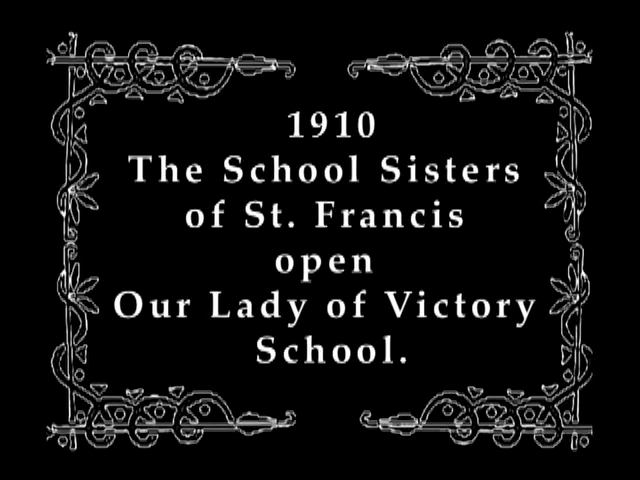 1910
The School Sisters
of St. Francis
open
Our Lady of Victory
School.